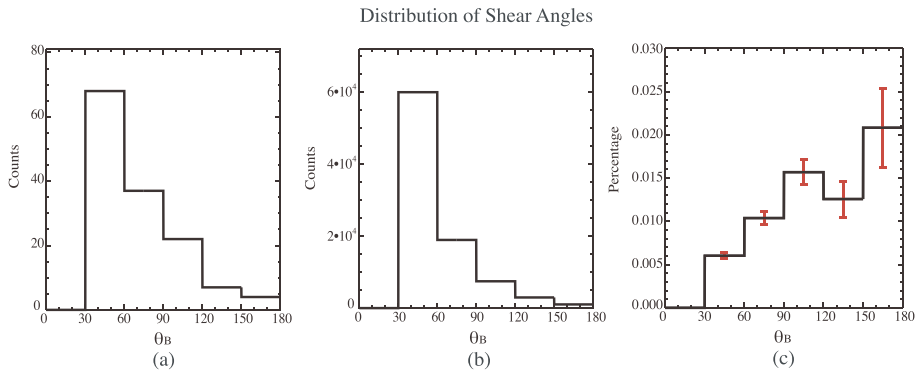 Distribution of Shear Angles
80
60
40
20
0
Counts
0 30 60 90 120 150 180
θB
(a)
6•10⁴
4•10⁴
2•10⁴
0
Counts
0 30 60 90 120 150 180
θB
(b)
0.030
0.025
0.020
0.015
0.010
0.005
0.000
Percentage
0 30 60 90 120 150 180
θB
(c)